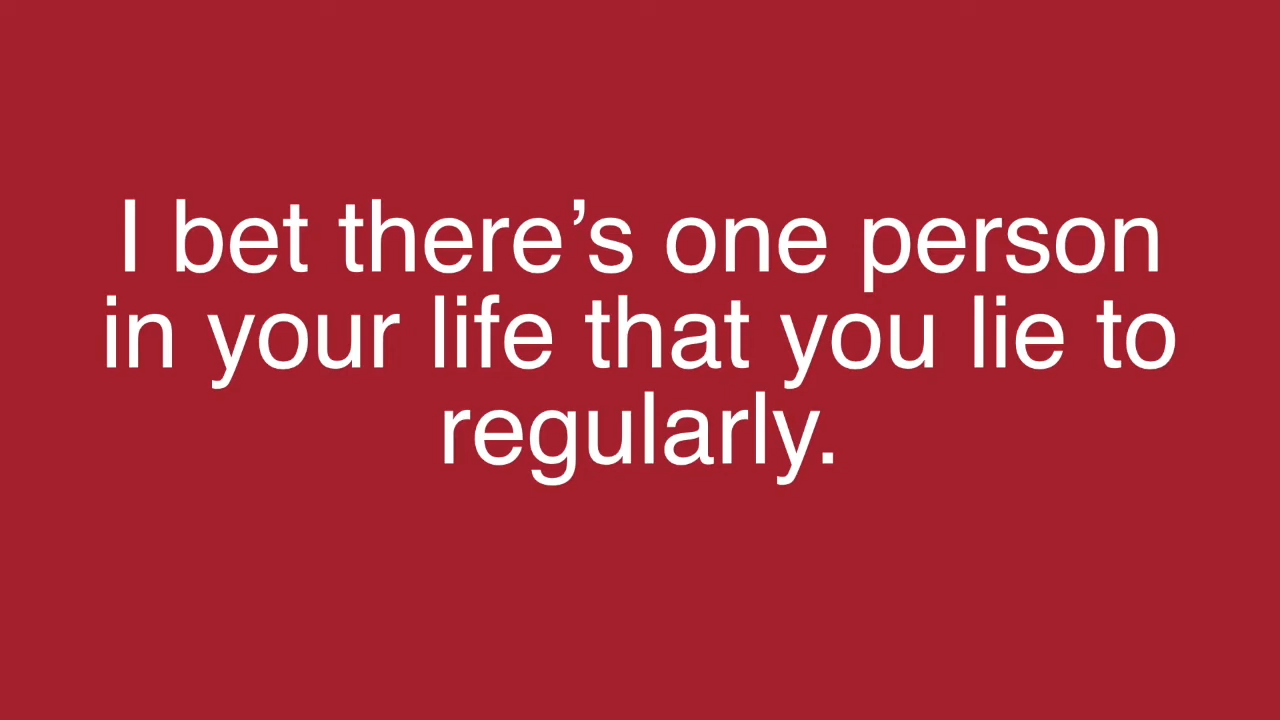 I bet there’s one person
in your life that you lie to
regularly.